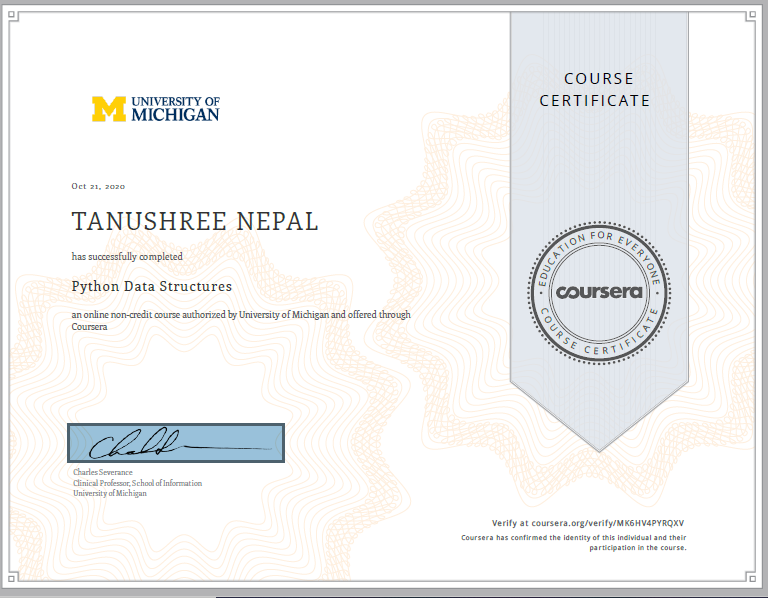 UNIVERSITY OF
MICHIGAN
Oct 21, 2020
TANUSHREE NEPAL
has successfully completed
Python Data Structures
an online non-credit course authorized by University of Michigan and offered through
Coursera
Charles Severance
Clinical Professor, School of Information
University of Michigan
COURSE
CERTIFICATE
EDUCATION FOR EVERYONE
coursera
COURSE CERTIFICATE
Verify at coursera.org/verify/MK6HV4PYRQXV
Coursera has confirmed the identity of this individual and their
participation in the course.